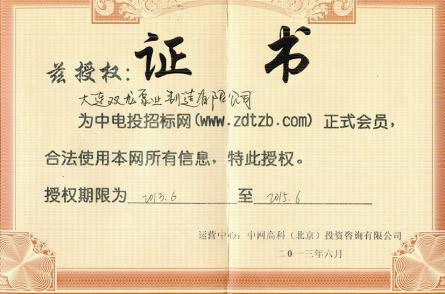 证书
兹授权：
大连双龙泵业制造有限公司
为中电投招标网(www.zdtzb.com)正式会员，
合法使用本网所有信息，特此授权。
授权期限为 2013.6 至 2015.6
运营中心：中网高科（北京）投资咨询有限公司
二〇一三年六月